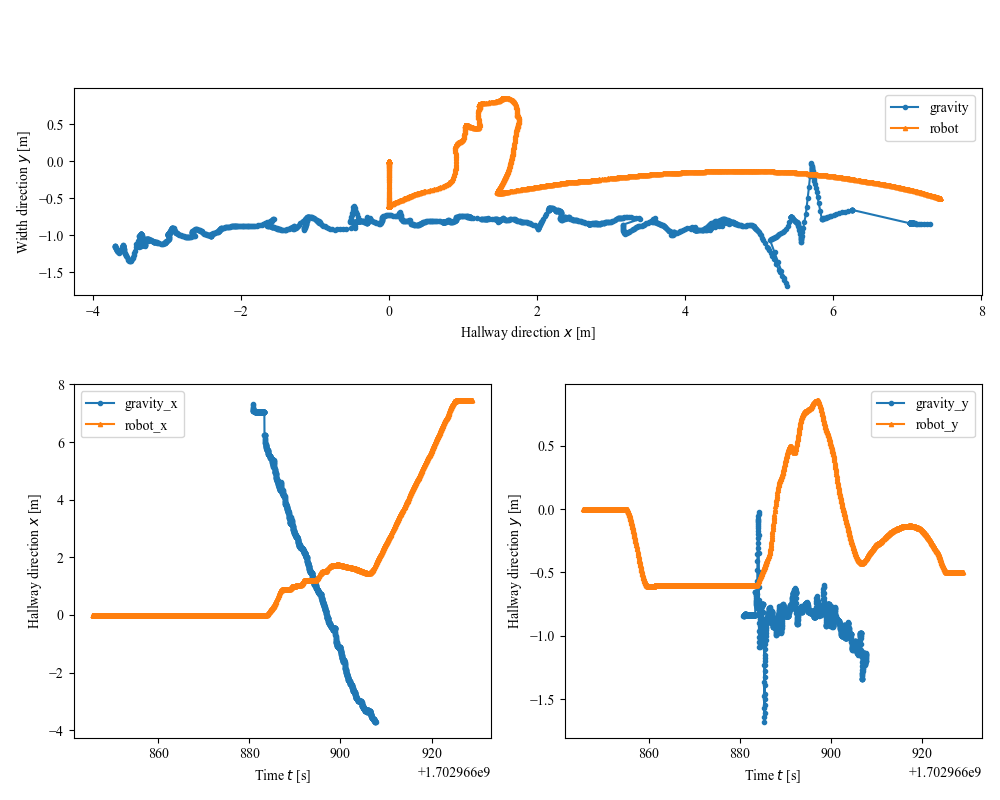 gravity
robot
0.5
0.0
−0.5
−1.0
−1.5
Width direction y [m]
−4 −2 0 2 4 6 8
Hallway direction x [m]
gravity_x
robot_x
8
6
4
2
0
−2
−4
Hallway direction x [m]
860 880 900 920
Time t [s]
+1.702966e9
gravity_y
robot_y
0.5
0.0
−0.5
−1.0
−1.5
Hallway direction y [m]
860 880 900 920
Time t [s]
+1.702966e9